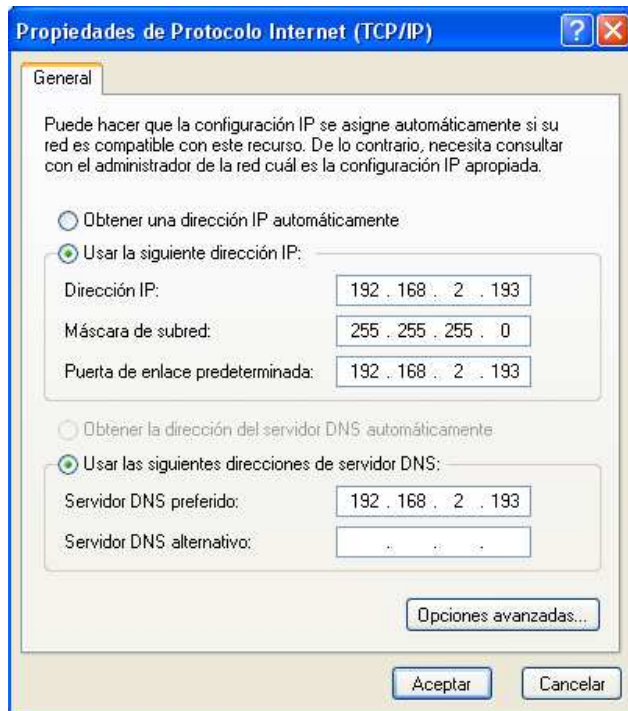 Propiedades de Protocolo Internet (TCP/IP)
General
Puede hacer que la configuración IP se asigne automáticamente si su
red es compatible con este recurso. De lo contrario, necesita consultar
con el administrador de la red cuál es la configuración IP apropiada.
Obtener una dirección IP automáticamente
Usar la siguiente dirección IP:
Dirección IP: 192 . 168 . 2 . 193
Máscara de subred: 255 . 255 . 255 . 0
Puerta de enlace predeterminada: 192 . 168 . 2 . 193
Obtener la dirección del servidor DNS automáticamente
Usar las siguientes direcciones de servidor DNS:
Servidor DNS preferido: 192 . 168 . 2 . 193
Servidor DNS alternativo: . . .
Opciones avanzadas...
Aceptar Cancelar